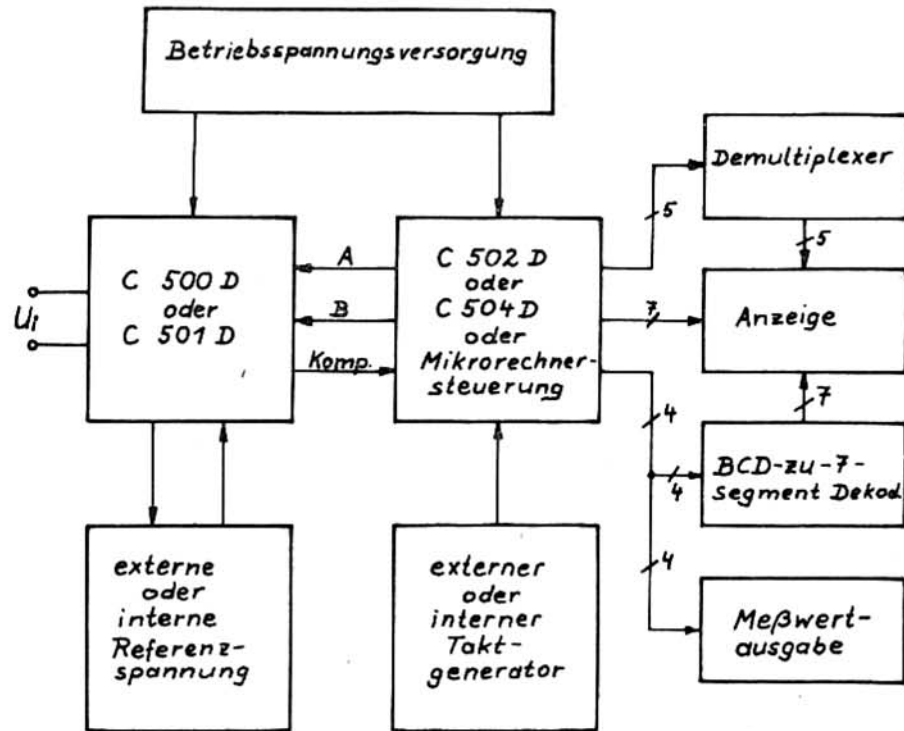 Betriebsspannungsversorgung
Demultiplexer
5
5
C 500 D
oder
C 501 D
Ui
A
B
Komp.
C 502 D
oder
C 504 D
oder
Mikrorechner-
steuerung
7
Anzeige
7
4
4
BCD-zu-7-
segment Dekod.
4
externe
oder
interne
Referenz-
spannung
externer
oder
interner
Takt-
generator
Meßwert-
ausgabe